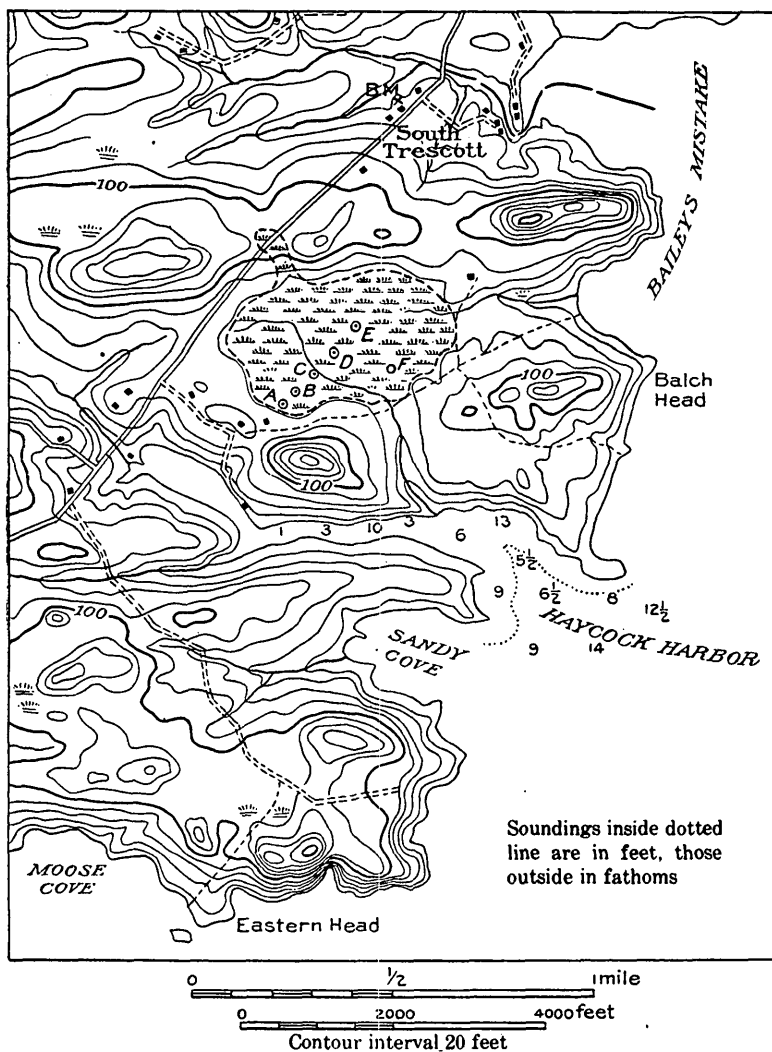 B.M.
South
Trescott
BAILEYS MISTAKE
100
E
D
F
C
B
A
100
Balch
Head
100
1 3 10 3 6 13
5½
9 6½ 8 12½
HAYCOCK HARBOR
SANDY
COVE
9 14
100
Soundings inside dotted
line are in feet, those
outside in fathoms
MOOSE
COVE
Eastern Head
0 ½ 1 mile
0 2000 4000 feet
Contour interval 20 feet